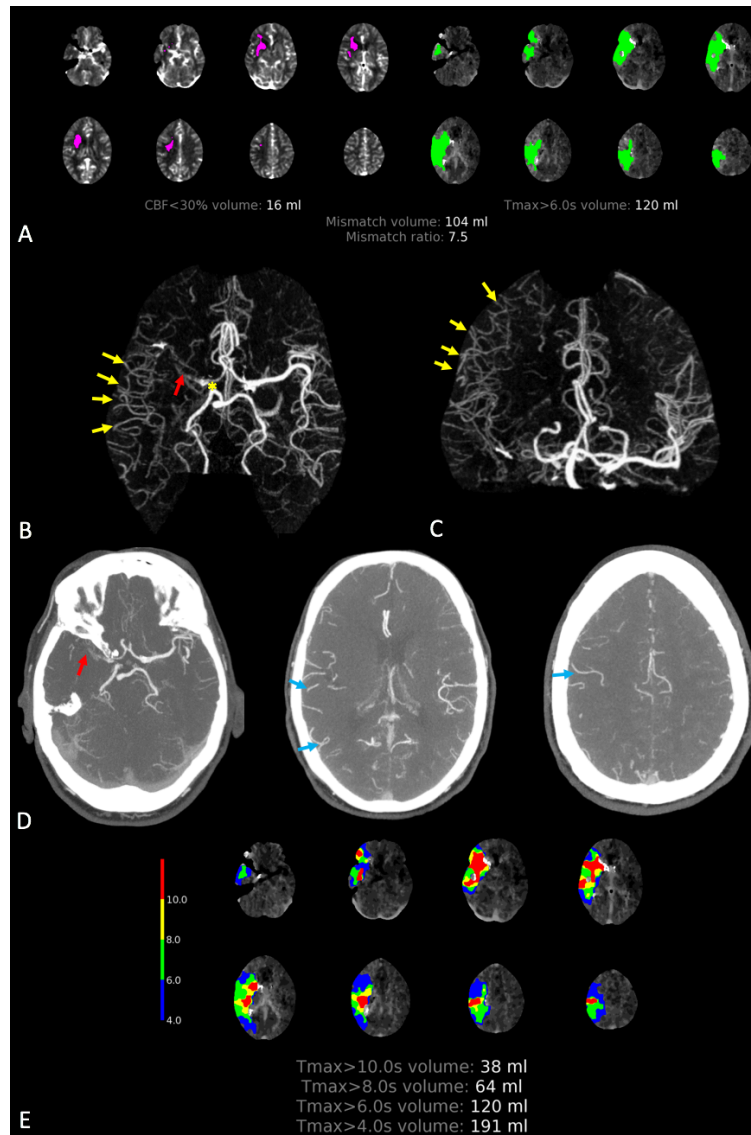 CBF<30% volume: 16 ml
Tmax>6.0s volume: 120 ml
Mismatch volume: 104 ml
Mismatch ratio: 7.5
A
*
B
C
D
10.0
8.0
6.0
4.0
Tmax>10.0s volume: 38 ml
Tmax>8.0s volume: 64 ml
Tmax>6.0s volume: 120 ml
Tmax>4.0s volume: 191 ml
E